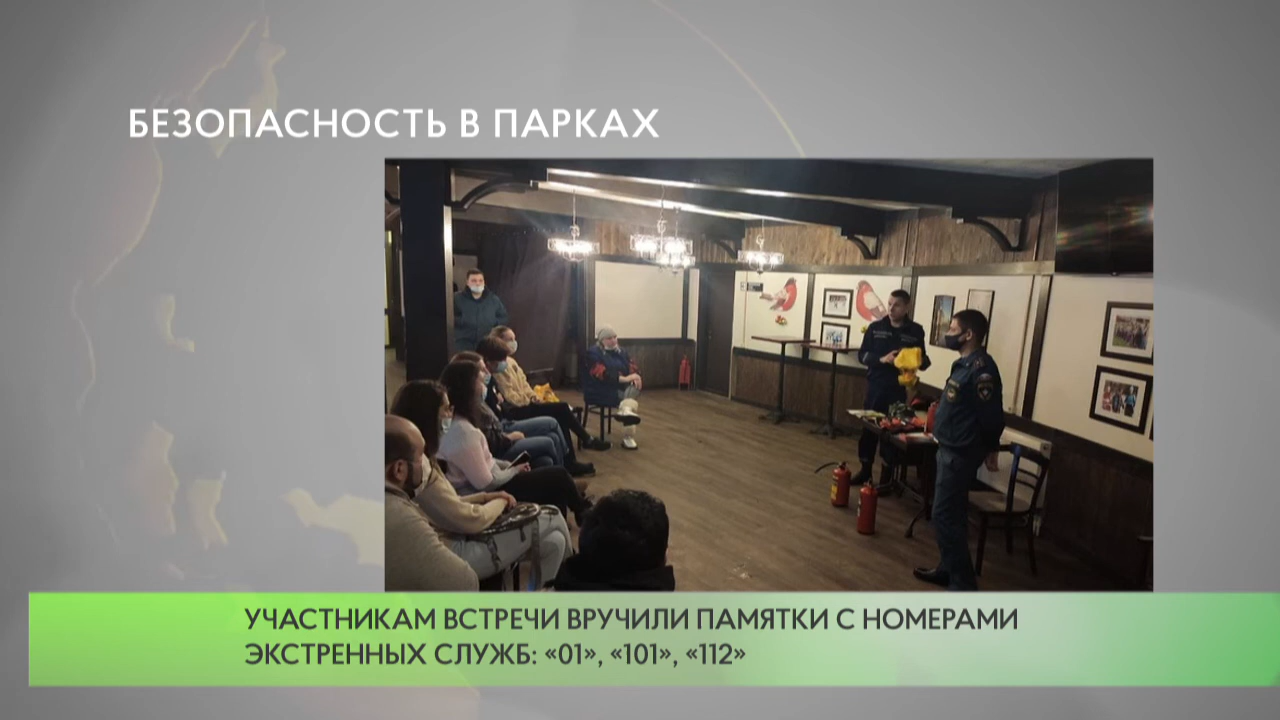 БЕЗОПАСНОСТЬ В ПАРКАХ
УЧАСТНИКАМ ВСТРЕЧИ ВРУЧИЛИ ПАМЯТКИ С НОМЕРАМИ
ЭКСТРЕННЫХ СЛУЖБ: «01», «101», «112»